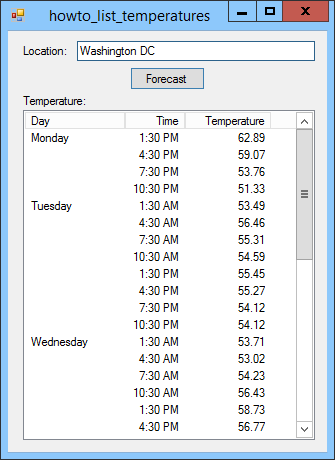 howto_list_temperatures
Location: Washington DC
Forecast
Temperature:
Day Time Temperature
Monday 1:30 PM 62.89
4:30 PM 59.07
7:30 PM 53.76
10:30 PM 51.33
Tuesday 1:30 AM 53.49
4:30 AM 56.46
7:30 AM 55.31
10:30 AM 54.59
1:30 PM 55.45
4:30 PM 55.27
7:30 PM 54.12
10:30 PM 54.12
Wednesday 1:30 AM 53.71
4:30 AM 53.02
7:30 AM 54.23
10:30 AM 56.43
1:30 PM 58.73
4:30 PM 56.77